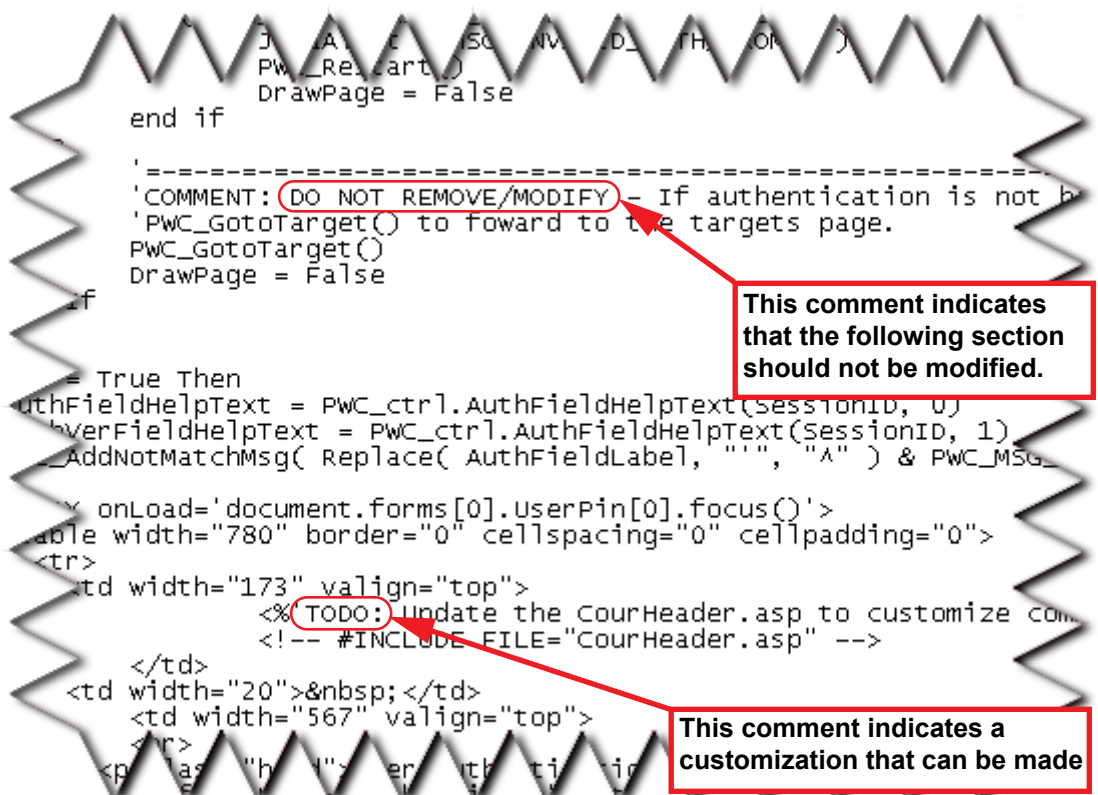 DrawPage = False
end if
'=-=-=-=-=-=-=-=-=-=-=-=-=-=-=-=-=-=-=-=-=-=-=-=-=-=-=-=-=
'COMMENT: DO NOT REMOVE/MODIFY - If authentication is not
'PWC_GotoTarget() to foward to the targets page.
PWC_GotoTarget()
DrawPage = False
This comment indicates
that the following section
should not be modified.
= True Then
uthFieldHelpText = PWC_ctrl.AuthFieldHelpText(SessionID, 0)
VerFieldHelpText = PWC_ctrl.AuthFieldHelpText(SessionID, 1)
_AddNotMatchMsg( Replace( AuthFieldLabel, "'", "^" ) & PWC_MSG_
onLoad='document.forms[0].UserPin[0].focus()'>
able width="780" border="0" cellspacing="0" cellpadding="0">
<tr>
td width="173" valign="top">
<%'TODO: Update the CourHeader.asp to customize com
<!-- #INCLUDE FILE="CourHeader.asp" -->
</td>
<td width="20">&nbsp;</td>
<td width="567" valign="top">
This comment indicates a
customization that can be made